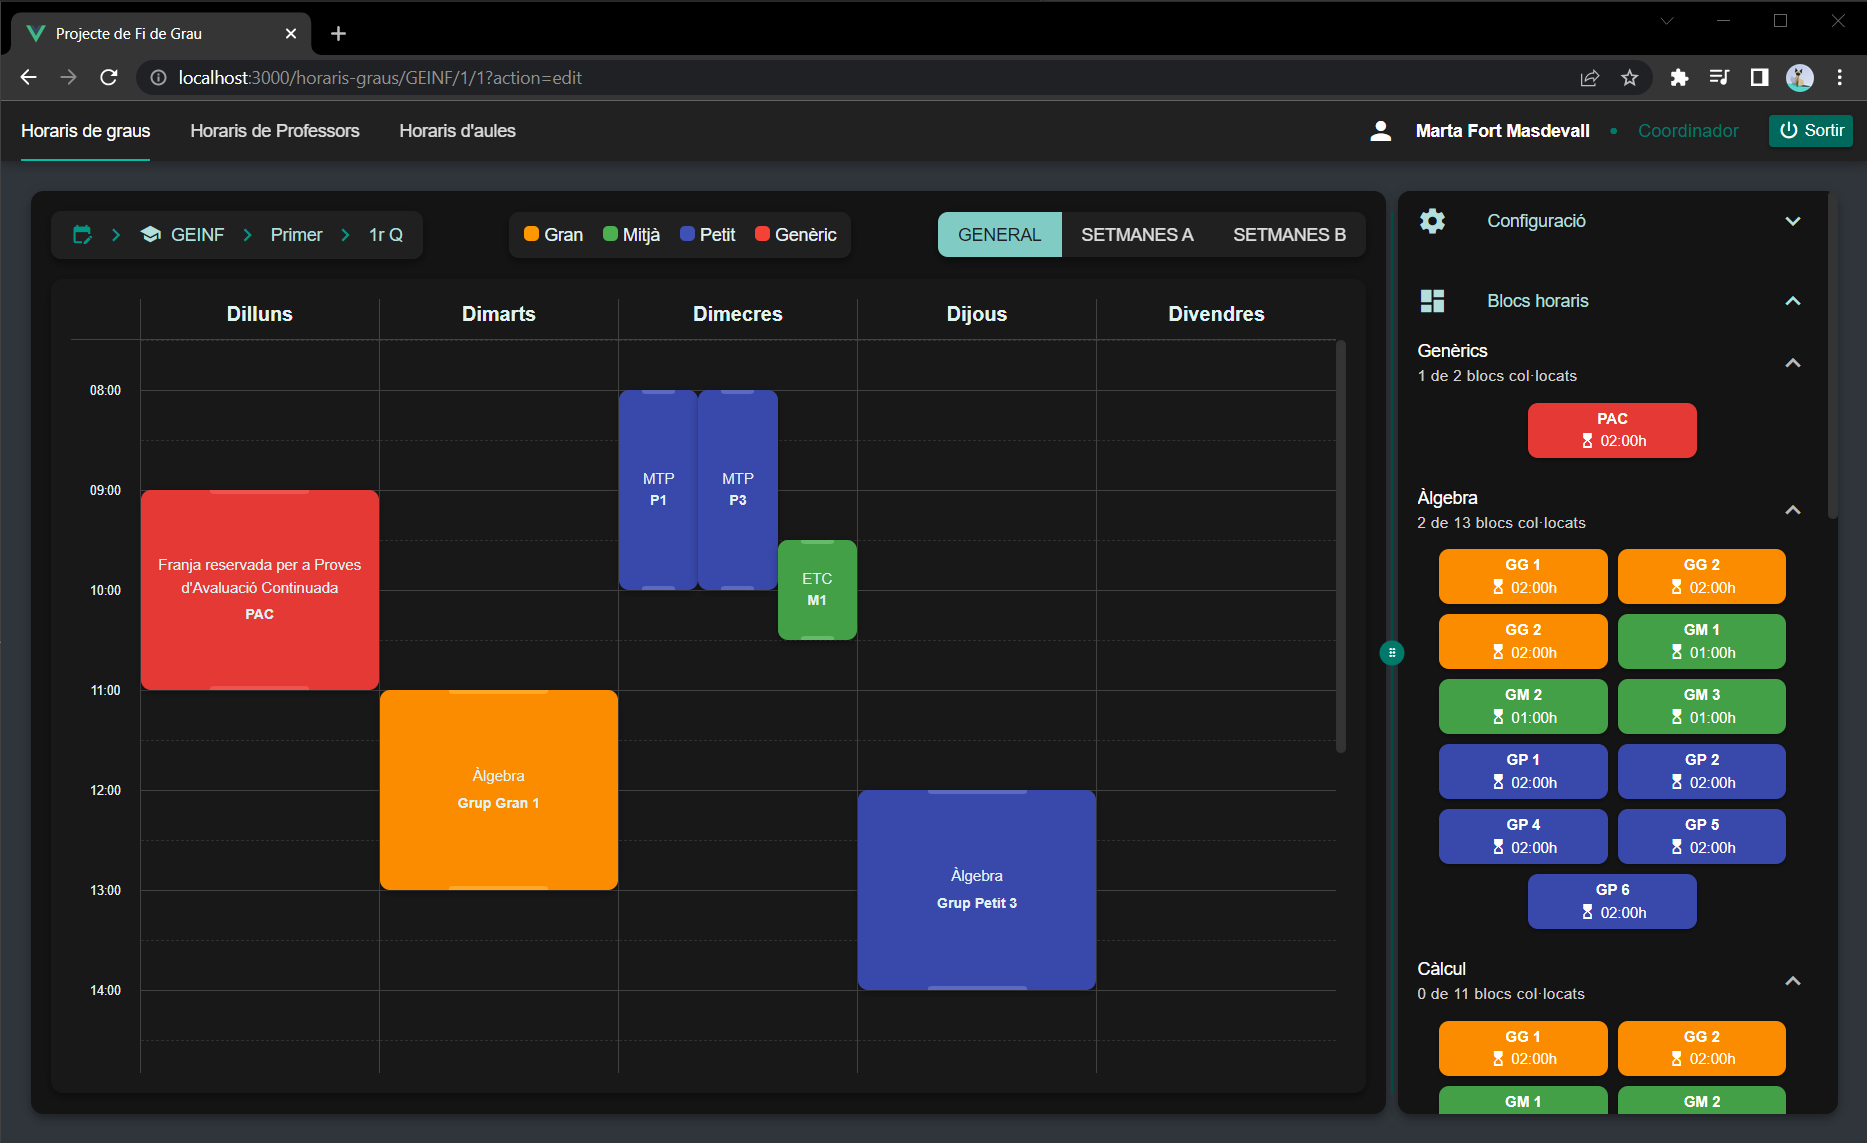 Projecte de Fi de Grau
localhost:3000/horaris-graus/GEINF/1/1?action=edit
Horaris de graus
Horaris de Professors
Horaris d'aules
Marta Fort Masdevall • Coordinador
Sortir
GEINF
Primer
1r Q
Gran
Mitjà
Petit
Genèric
GENERAL
SETMANES A
SETMANES B
Dilluns
Dimarts
Dimecres
Dijous
Divendres
08:00
09:00
10:00
11:00
12:00
13:00
14:00
Franja reservada per a Proves
d'Avaluació Continuada
PAC
Àlgebra
Grup Gran 1
MTP
P1
MTP
P3
ETC
M1
Àlgebra
Grup Petit 3
Configuració
Blocs horaris
Genèrics
1 de 2 blocs col·locats
PAC
02:00h
Àlgebra
2 de 13 blocs col·locats
GG 1
02:00h
GG 2
02:00h
GG 2
02:00h
GM 1
01:00h
GM 2
01:00h
GM 3
01:00h
GP 1
02:00h
GP 2
02:00h
GP 4
02:00h
GP 5
02:00h
GP 6
02:00h
Càlcul
0 de 11 blocs col·locats
GG 1
02:00h
GG 2
02:00h
GM 1
GM 2